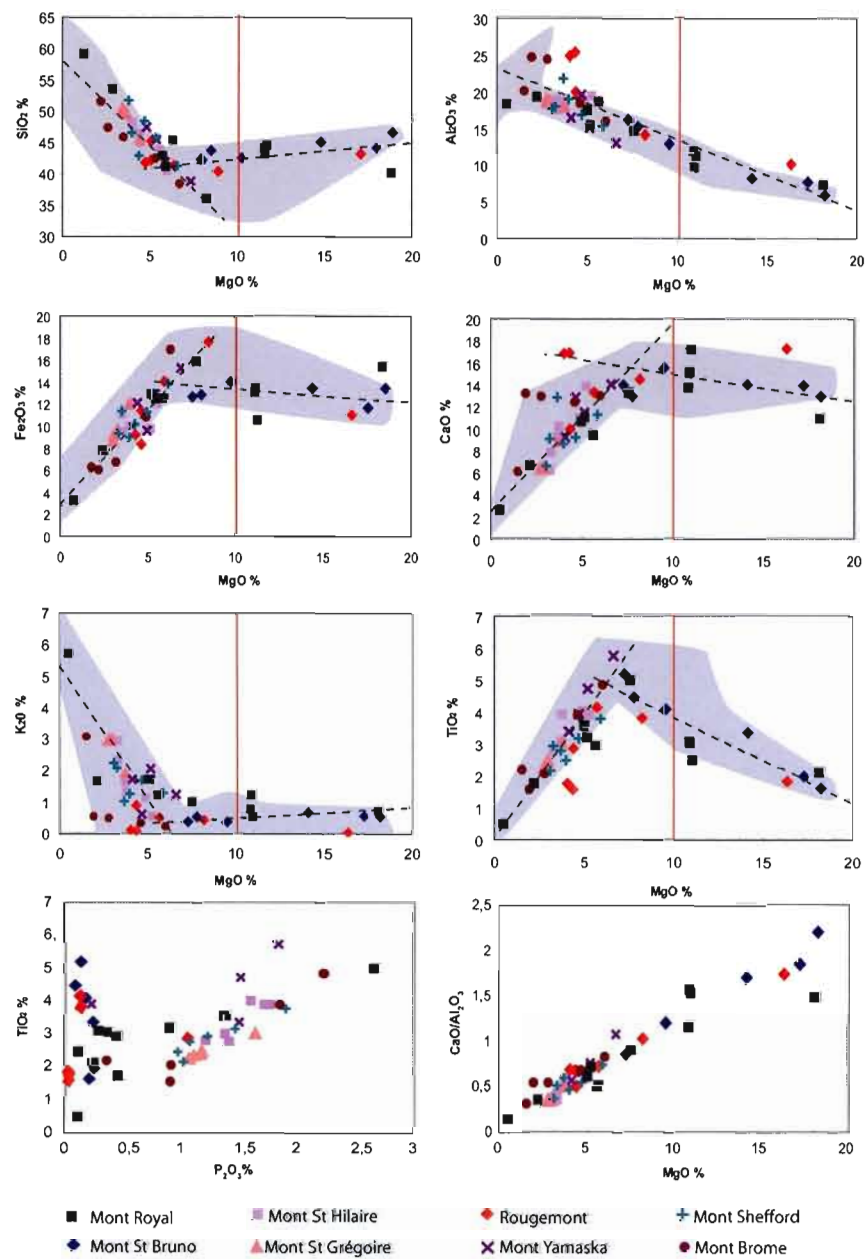 65
60
55
50
45
40
35
30
SiO₂ %
0 5 10 15 20
MgO %
30
25
20
15
10
5
0
Al₂O₃ %
0 5 10 15 20
MgO %
20
18
16
14
12
10
8
6
4
2
0
Fe₂O₃ %
0 5 10 15 20
MgO %
20
18
16
14
12
10
8
6
4
2
0
CaO %
0 5 10 15 20
MgO %
7
6
5
4
3
2
1
0
K₂O %
0 5 10 15 20
MgO %
7
6
5
4
3
2
1
0
TiO₂ %
0 5 10 15 20
MgO %
7
6
5
4
3
2
1
0
TiO₂ %
0 0,5 1 1,5 2 2,5 3
P₂O₃%
2,5
2
1,5
1
0,5
0
CaO/Al₂O₃
0 5 10 15 20
MgO %
Mont Royal Mont St Hilaire Rougemont Mont Shefford
Mont St Bruno Mont St Grégoire Mont Yamaska Mont Brome